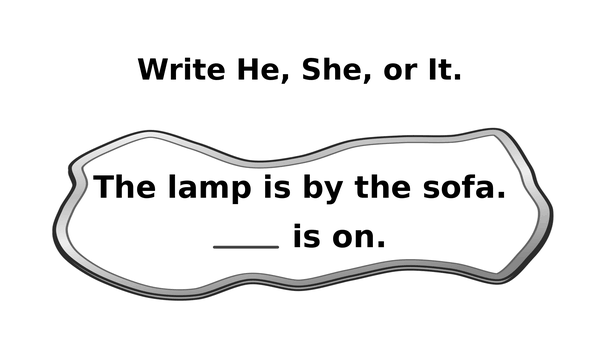 Write He, She, or It.
The lamp is by the sofa.
____ is on.